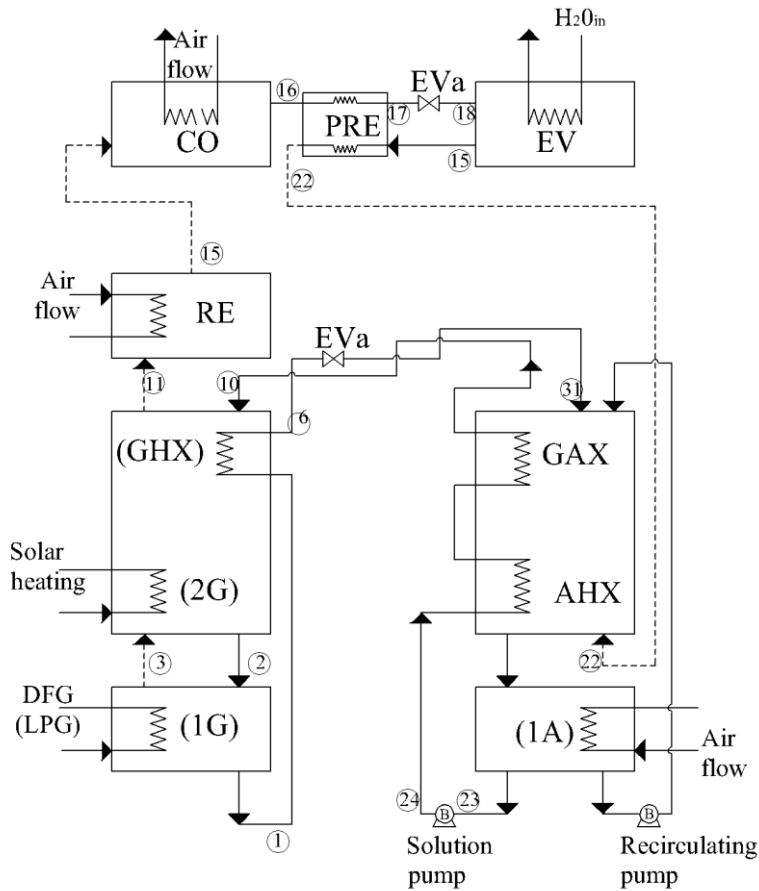 Air
flow
H₂0in
EVa
16
17
18
PRE
CO
EV
22
15
15
Air
flow
RE
EVa
11
10
6
31
(GHX)
GAX
Solar
heating
(2G)
AHX
3
2
22
DFG
(LPG)
(1G)
(1A)
Air
flow
24
23
B
B
1
Solution
pump
Recirculating
pump